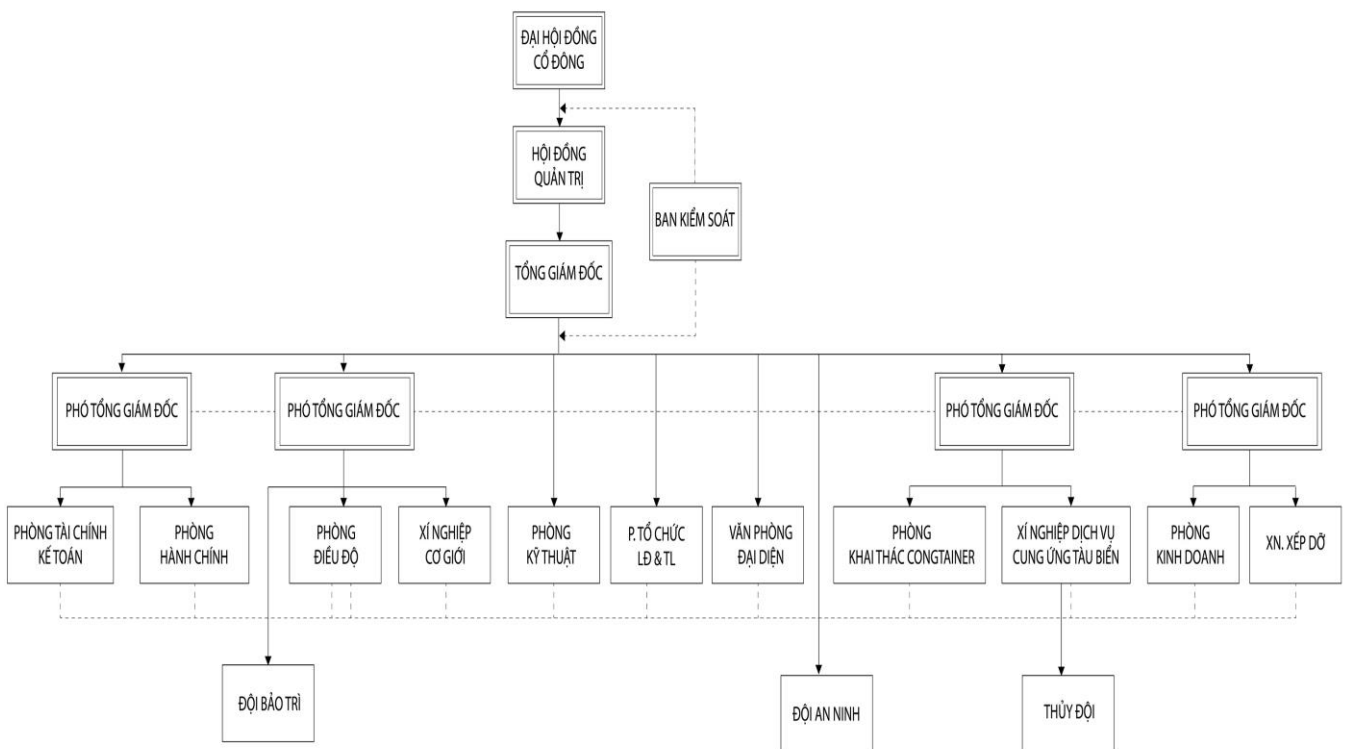 ĐẠI HỘI ĐỒNG
CỔ ĐÔNG
HỘI ĐỒNG
QUẢN TRỊ
BAN KIỂM SOÁT
TỔNG GIÁM ĐỐC
PHÓ TỔNG GIÁM ĐỐC
PHÓ TỔNG GIÁM ĐỐC
PHÓ TỔNG GIÁM ĐỐC
PHÓ TỔNG GIÁM ĐỐC
PHÒNG TÀI CHÍNH
KẾ TOÁN
PHÒNG
HÀNH CHÍNH
PHÒNG
ĐIỀU ĐỘ
XÍ NGHIỆP
CƠ GIỚI
PHÒNG
KỸ THUẬT
P. TỔ CHỨC
LĐ & TL
VĂN PHÒNG
ĐẠI DIỆN
PHÒNG
KHAI THÁC CONGTAINER
XÍ NGHIỆP DỊCH VỤ
CUNG ỨNG TÀU BIỂN
PHÒNG
KINH DOANH
XN. XẾP DỠ
ĐỘI BẢO TRÌ
ĐỘI AN NINH
THỦY ĐỘI